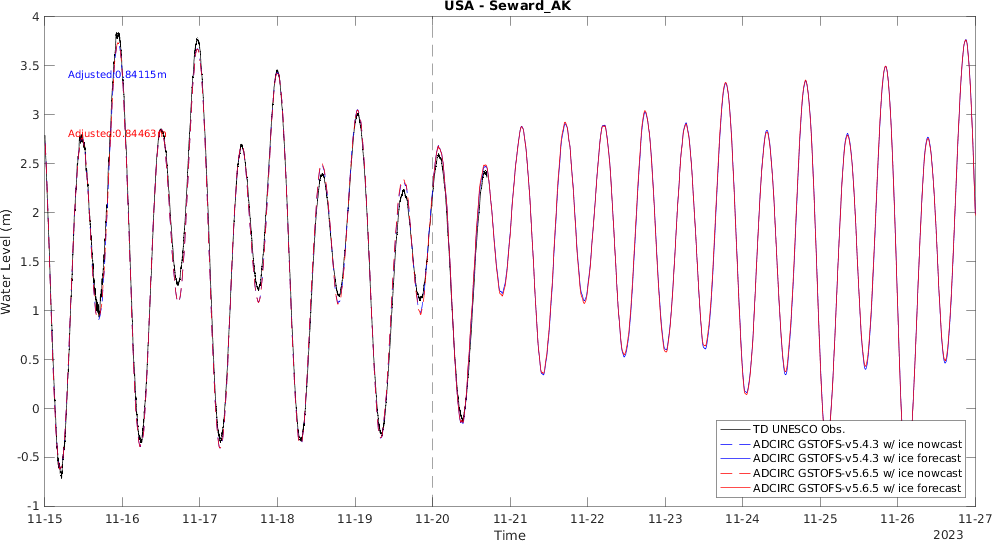 USA - Seward_AK
4
3.5
3
2.5
2
1.5
1
0.5
0
-0.5
-1
Water Level (m)
Adjusted:0.84115m
Adjusted:0.84463m
TD UNESCO Obs.
ADCIRC GSTOFS-v5.4.3 w/ ice nowcast
ADCIRC GSTOFS-v5.4.3 w/ ice forecast
ADCIRC GSTOFS-v5.6.5 w/ ice nowcast
ADCIRC GSTOFS-v5.6.5 w/ ice forecast
11-15 11-16 11-17 11-18 11-19 11-20 11-21 11-22 11-23 11-24 11-25 11-26 11-27
Time
2023